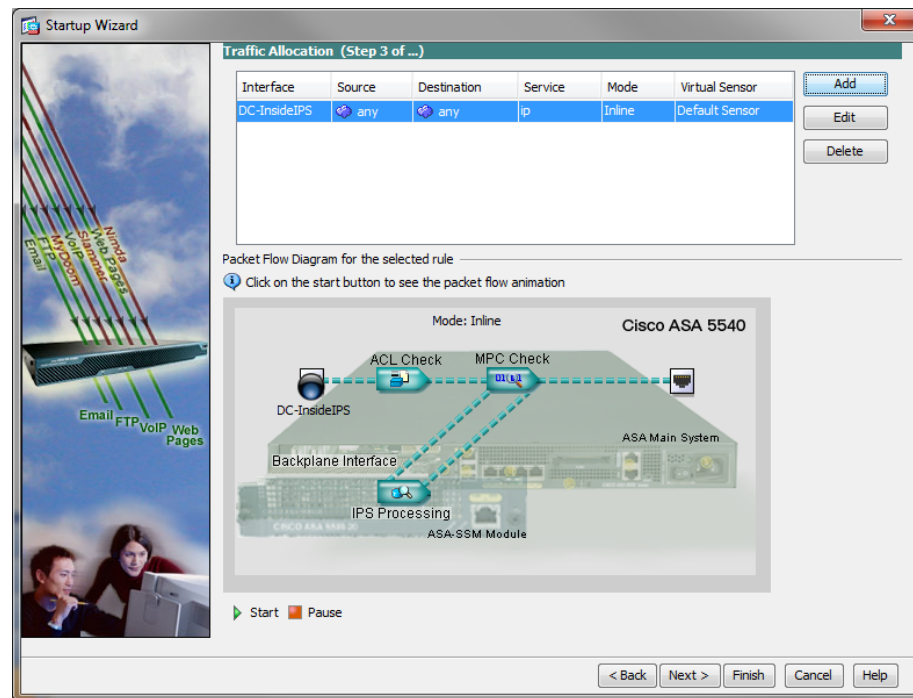 Startup Wizard
Traffic Allocation (Step 3 of ...)
Interface Source Destination Service Mode Virtual Sensor
DC-InsideIPS any any ip Inline Default Sensor
Add
Edit
Delete
Nimda
Web Pages
Slammer
VoIP
MyDoom
FTP
Email
Email FTP VoIP Web Pages
Packet Flow Diagram for the selected rule
Click on the start button to see the packet flow animation
Mode: Inline
Cisco ASA 5540
ACL Check MPC Check
DC-InsideIPS
ASA Main System
Backplane Interface
IPS Processing
ASA-SSM Module
Start Pause
< Back Next > Finish Cancel Help